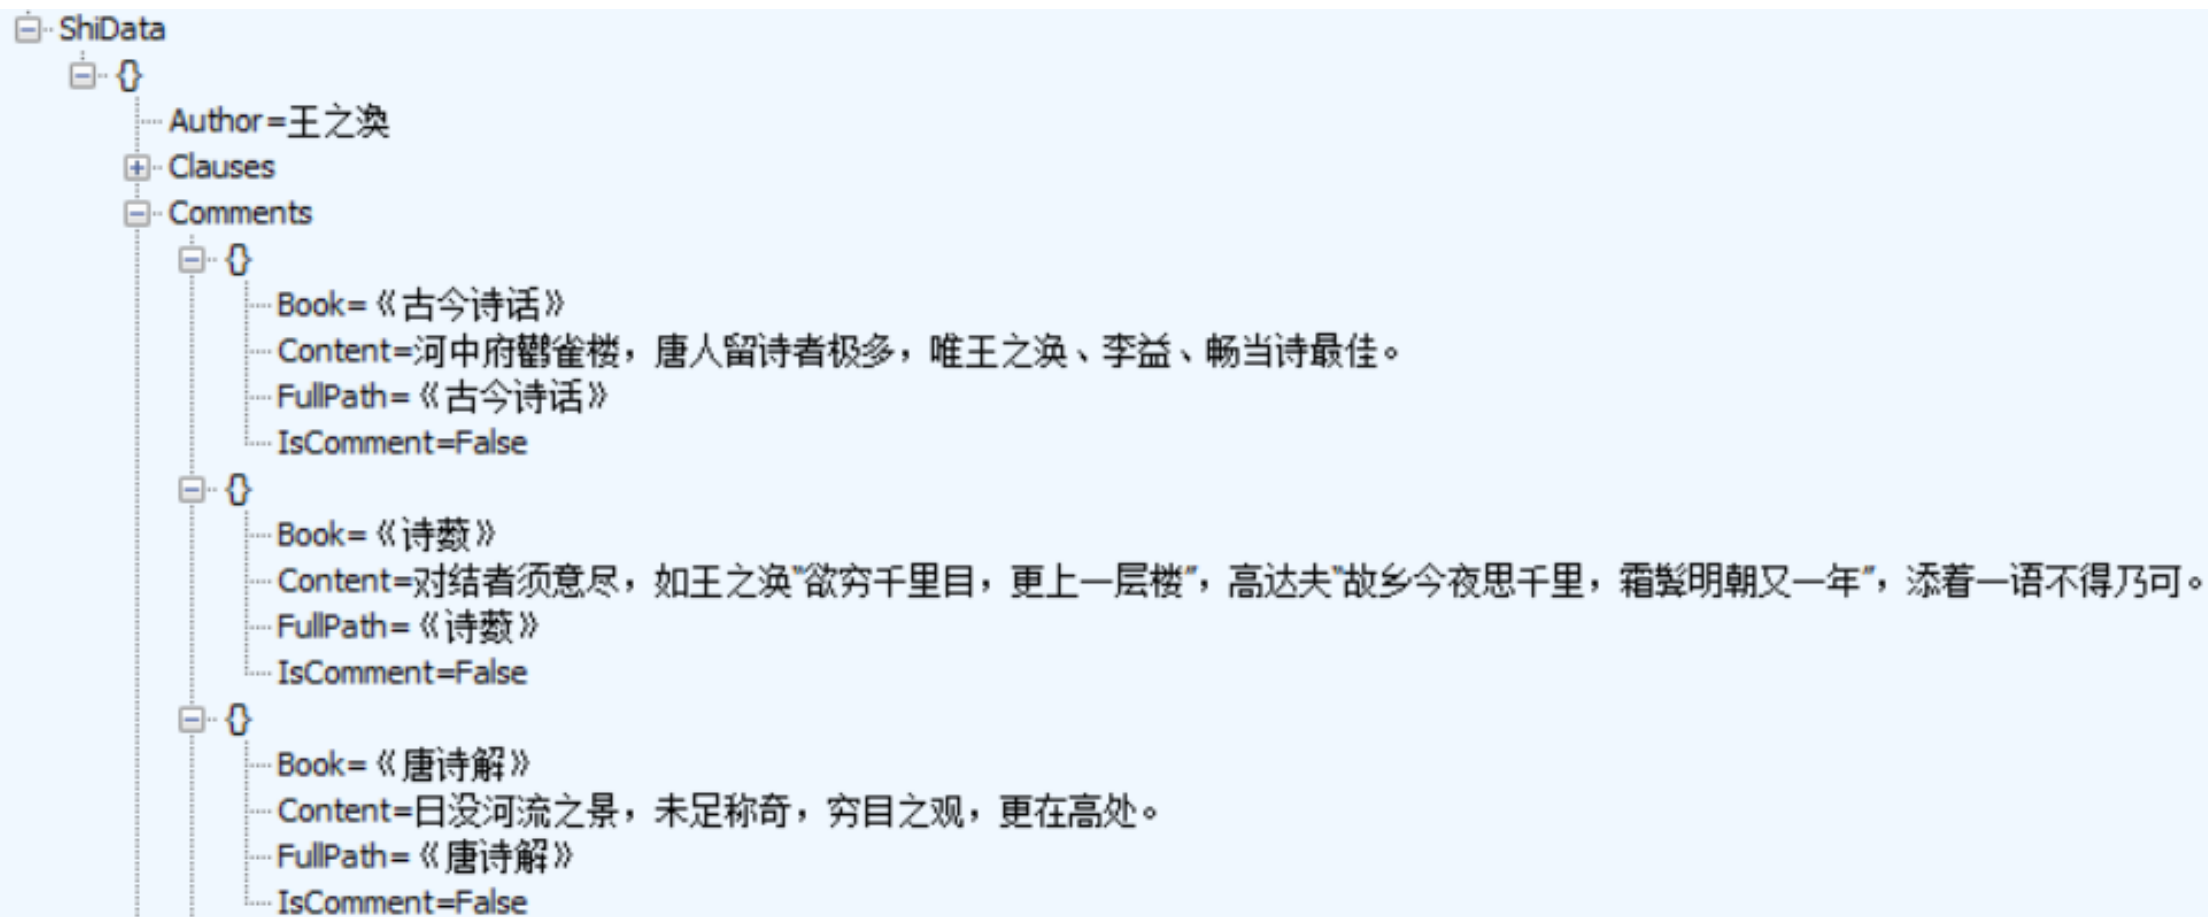 ShiData
{}
Author=王之渙
Clauses
Comments
{}
Book=《古今诗话》
Content=河中府鹳雀楼，唐人留诗者极多，唯王之涣、李益、畅当诗最佳。
FullPath=《古今诗话》
IsComment=False
{}
Book=《诗薮》
Content=对结者须意尽，如王之涣“欲穷千里目，更上一层楼”，高达夫“故乡今夜思千里，霜鬓明朝又一年”，添着一语不得乃可。
FullPath=《诗薮》
IsComment=False
{}
Book=《唐诗解》
Content=日没河流之景，未足称奇，穷目之观，更在高处。
FullPath=《唐诗解》
IsComment=False